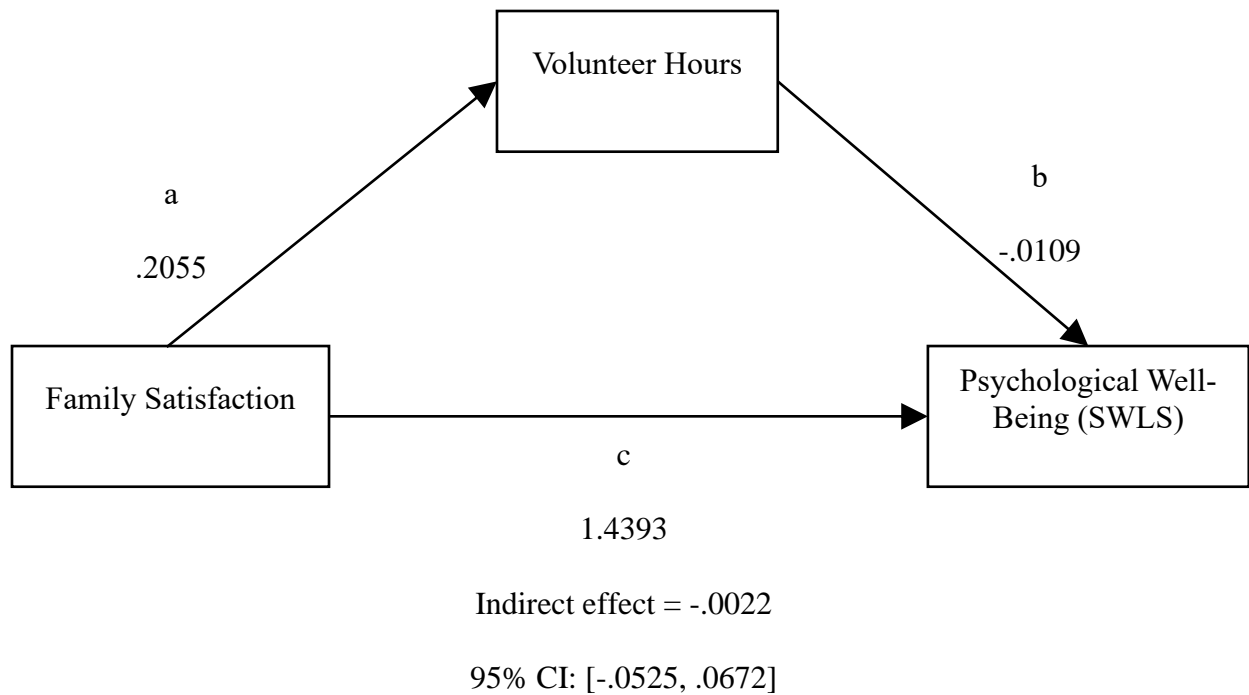 Volunteer Hours
a
.2055
b
-.0109
Family Satisfaction
Psychological Well-
Being (SWLS)
c
1.4393
Indirect effect = -.0022
95% CI: [-.0525, .0672]